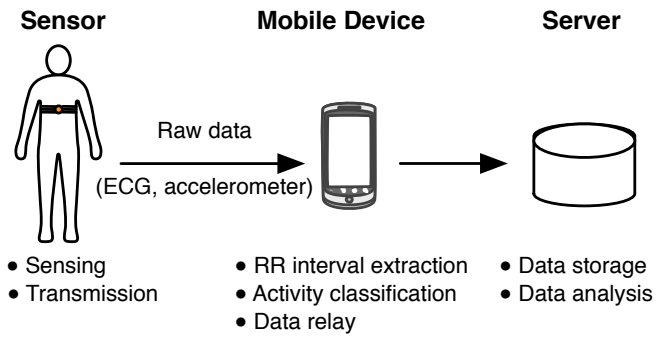 Sensor
Mobile Device
Server
Raw data
(ECG, accelerometer)
• Sensing
• Transmission
• RR interval extraction
• Activity classification
• Data relay
• Data storage
• Data analysis